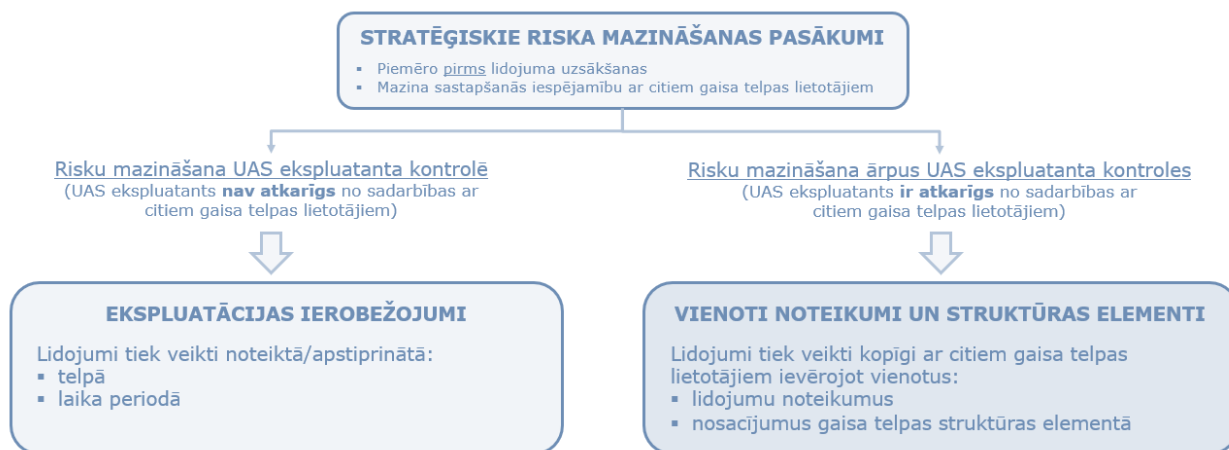 STRATĒĢISKIE RISKA MAZINĀŠANAS PASĀKUMI
▪ Piemēro pirms lidojuma uzsākšanas
▪ Mazina sastapšanās iespējamību ar citiem gaisa telpas lietotājiem
Risku mazināšana UAS ekspluatanta kontrolē
(UAS ekspluatants nav atkarīgs no sadarbības ar
citiem gaisa telpas lietotājiem)
Risku mazināšana ārpus UAS ekspluatanta kontroles
(UAS ekspluatants ir atkarīgs no sadarbības ar
citiem gaisa telpas lietotājiem)
EKSPLUATĀCIJAS IEROBEŽOJUMI
Lidojumi tiek veikti noteiktā/apstiprinātā:
▪ telpā
▪ laika periodā
VIENOTI NOTEIKUMI UN STRUKTŪRAS ELEMENTI
Lidojumi tiek veikti kopīgi ar citiem gaisa telpas
lietotājiem ievērojot vienotus:
▪ lidojumu noteikumus
▪ nosacījumus gaisa telpas struktūras elementā